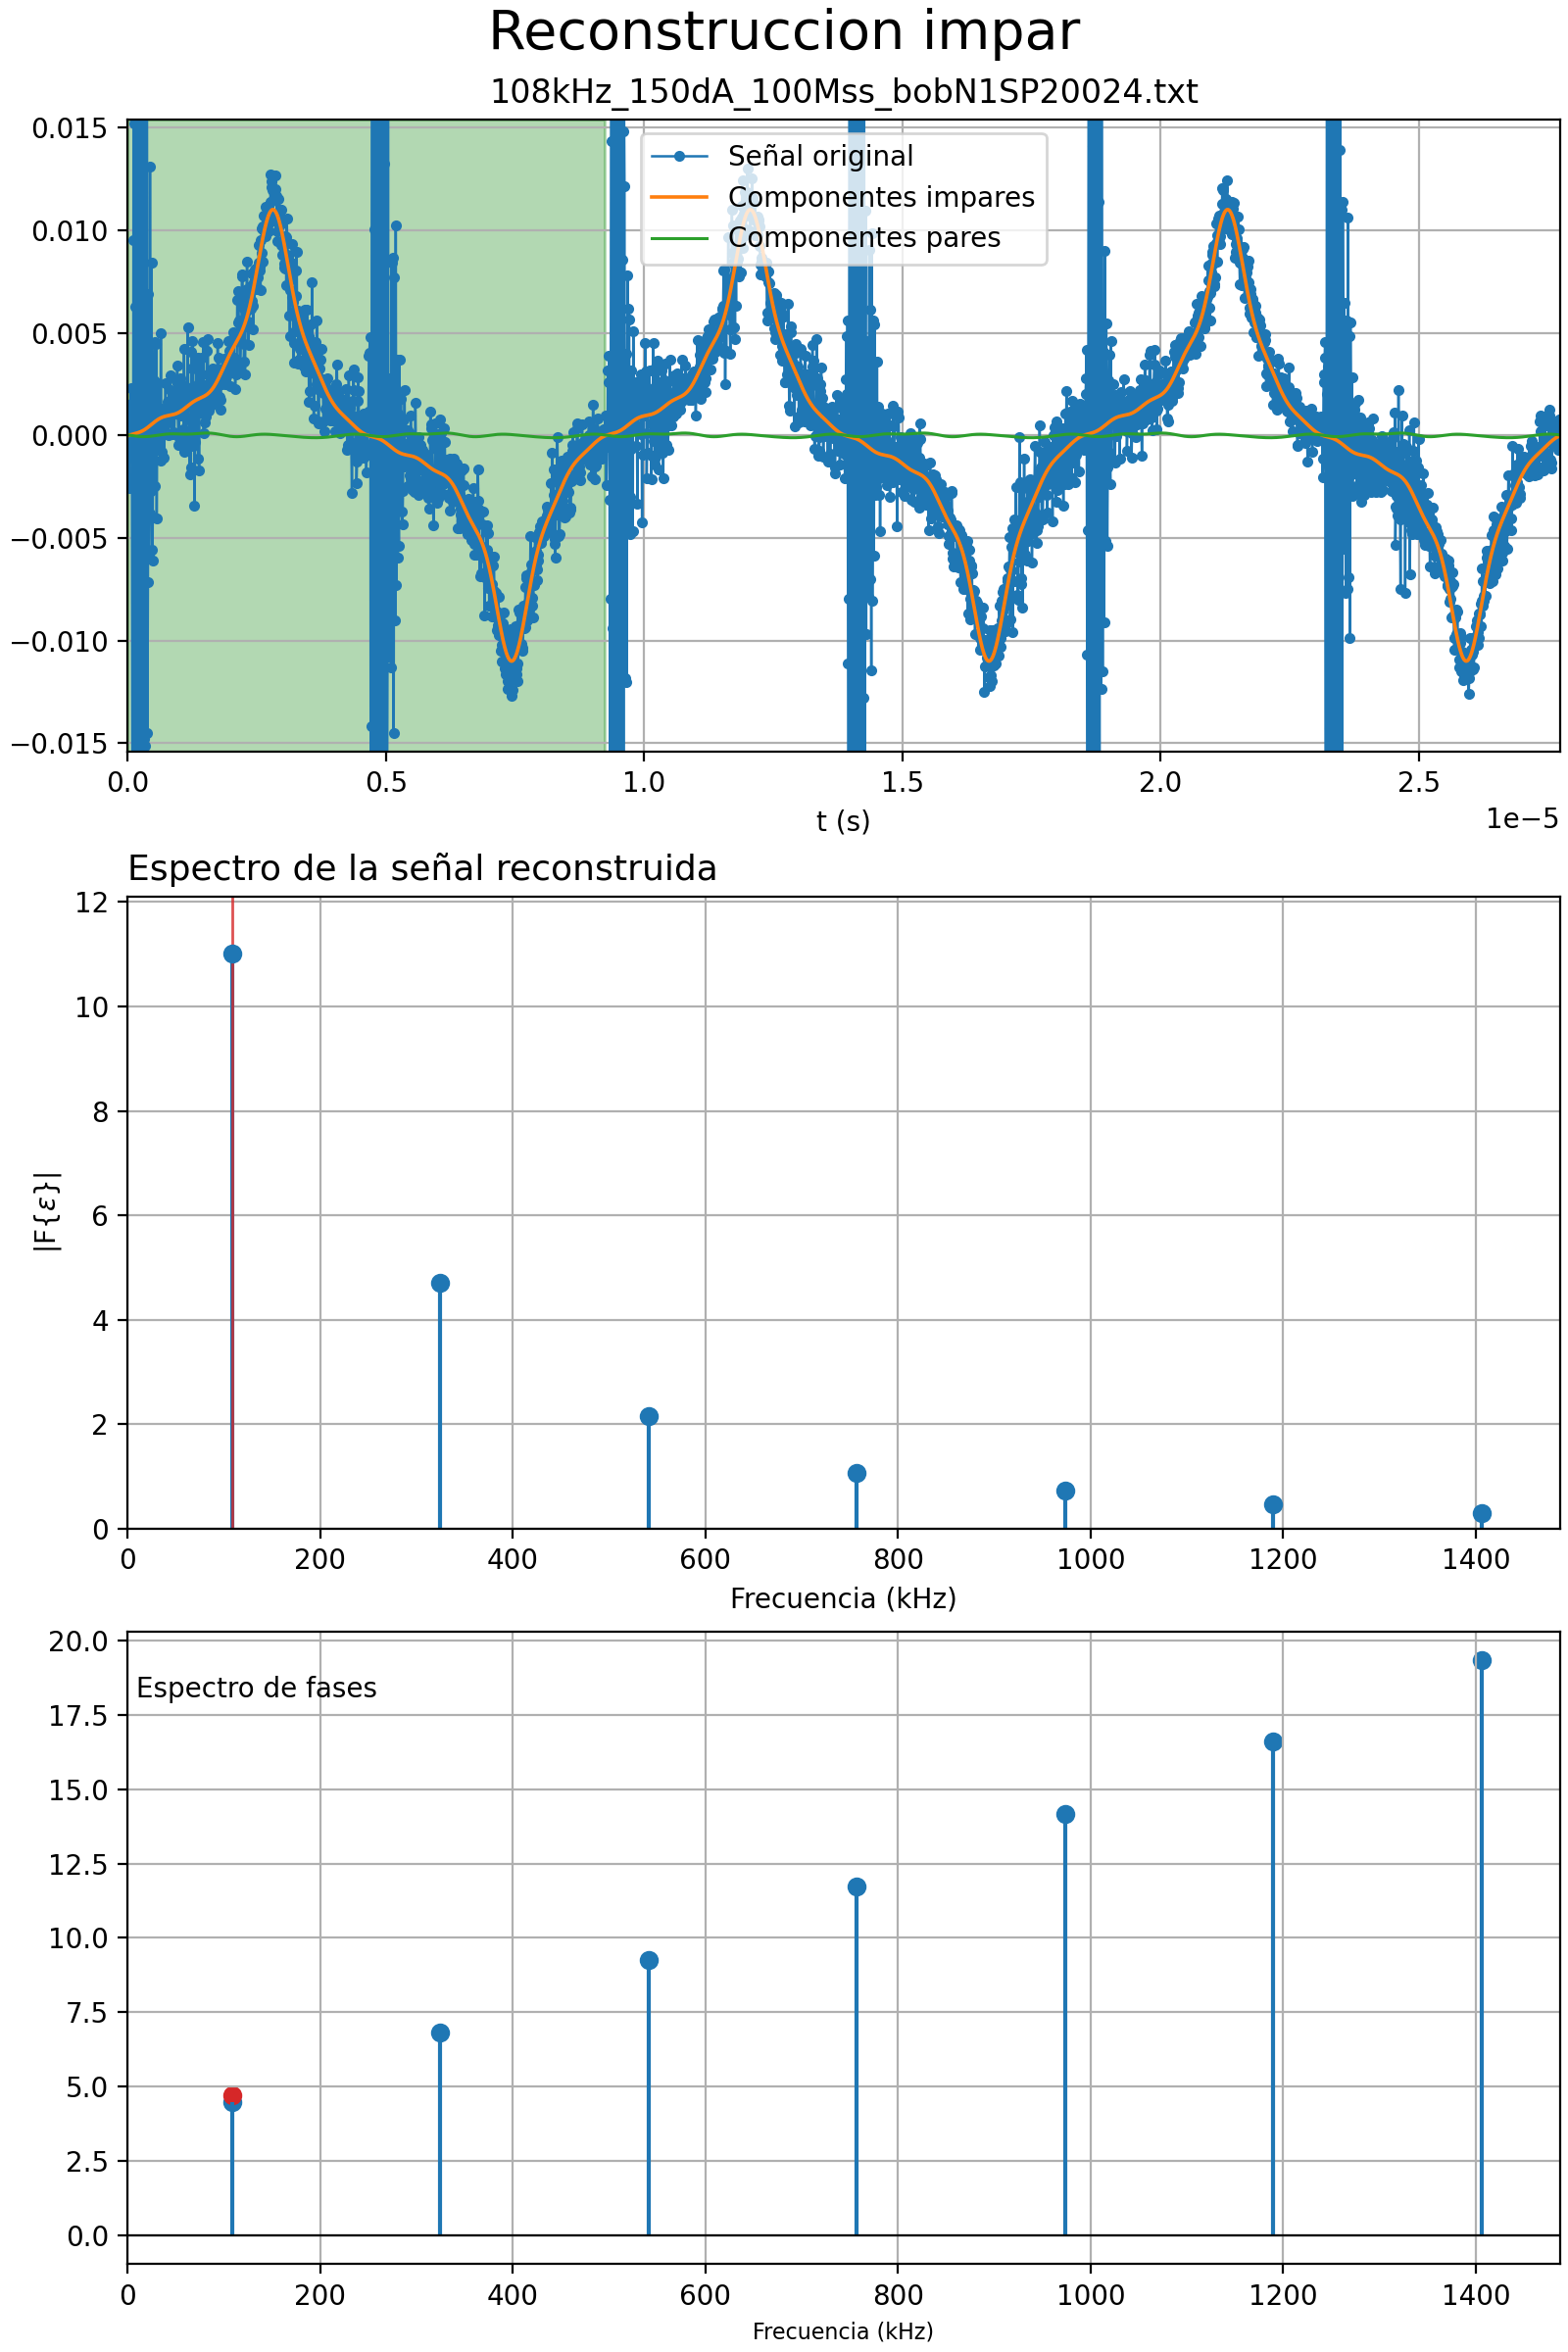 Reconstruccion impar
108kHz_150dA_100Mss_bobN1SP20024.txt
0.015
0.010
0.005
0.000
−0.005
−0.010
−0.015
Señal original
Componentes impares
Componentes pares
0.0 0.5 1.0 1.5 2.0 2.5
1e−5
t (s)
Espectro de la señal reconstruida
12
10
8
6
4
2
0
|F{ε}|
0 200 400 600 800 1000 1200 1400
Frecuencia (kHz)
20.0
17.5
15.0
12.5
10.0
7.5
5.0
2.5
0.0
Espectro de fases
0 200 400 600 800 1000 1200 1400
Frecuencia (kHz)